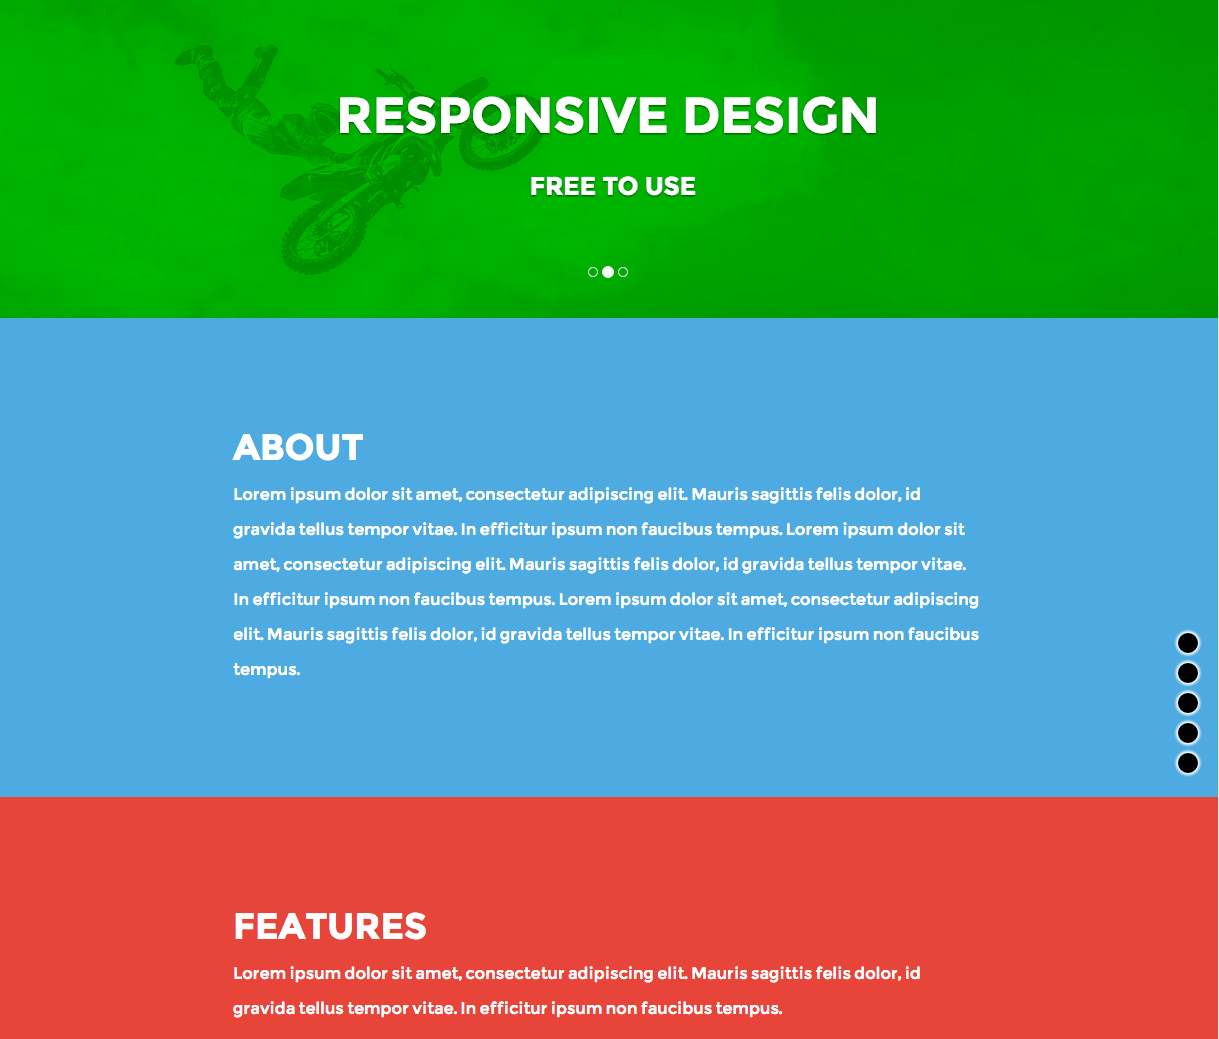 RESPONSIVE DESIGN
FREE TO USE
ABOUT
Lorem ipsum dolor sit amet, consectetur adipiscing elit. Mauris sagittis felis dolor, id
gravida tellus tempor vitae. In efficitur ipsum non faucibus tempus. Lorem ipsum dolor sit
amet, consectetur adipiscing elit. Mauris sagittis felis dolor, id gravida tellus tempor vitae.
In efficitur ipsum non faucibus tempus. Lorem ipsum dolor sit amet, consectetur adipiscing
elit. Mauris sagittis felis dolor, id gravida tellus tempor vitae. In efficitur ipsum non faucibus
tempus.
FEATURES
Lorem ipsum dolor sit amet, consectetur adipiscing elit. Mauris sagittis felis dolor, id
gravida tellus tempor vitae. In efficitur ipsum non faucibus tempus.